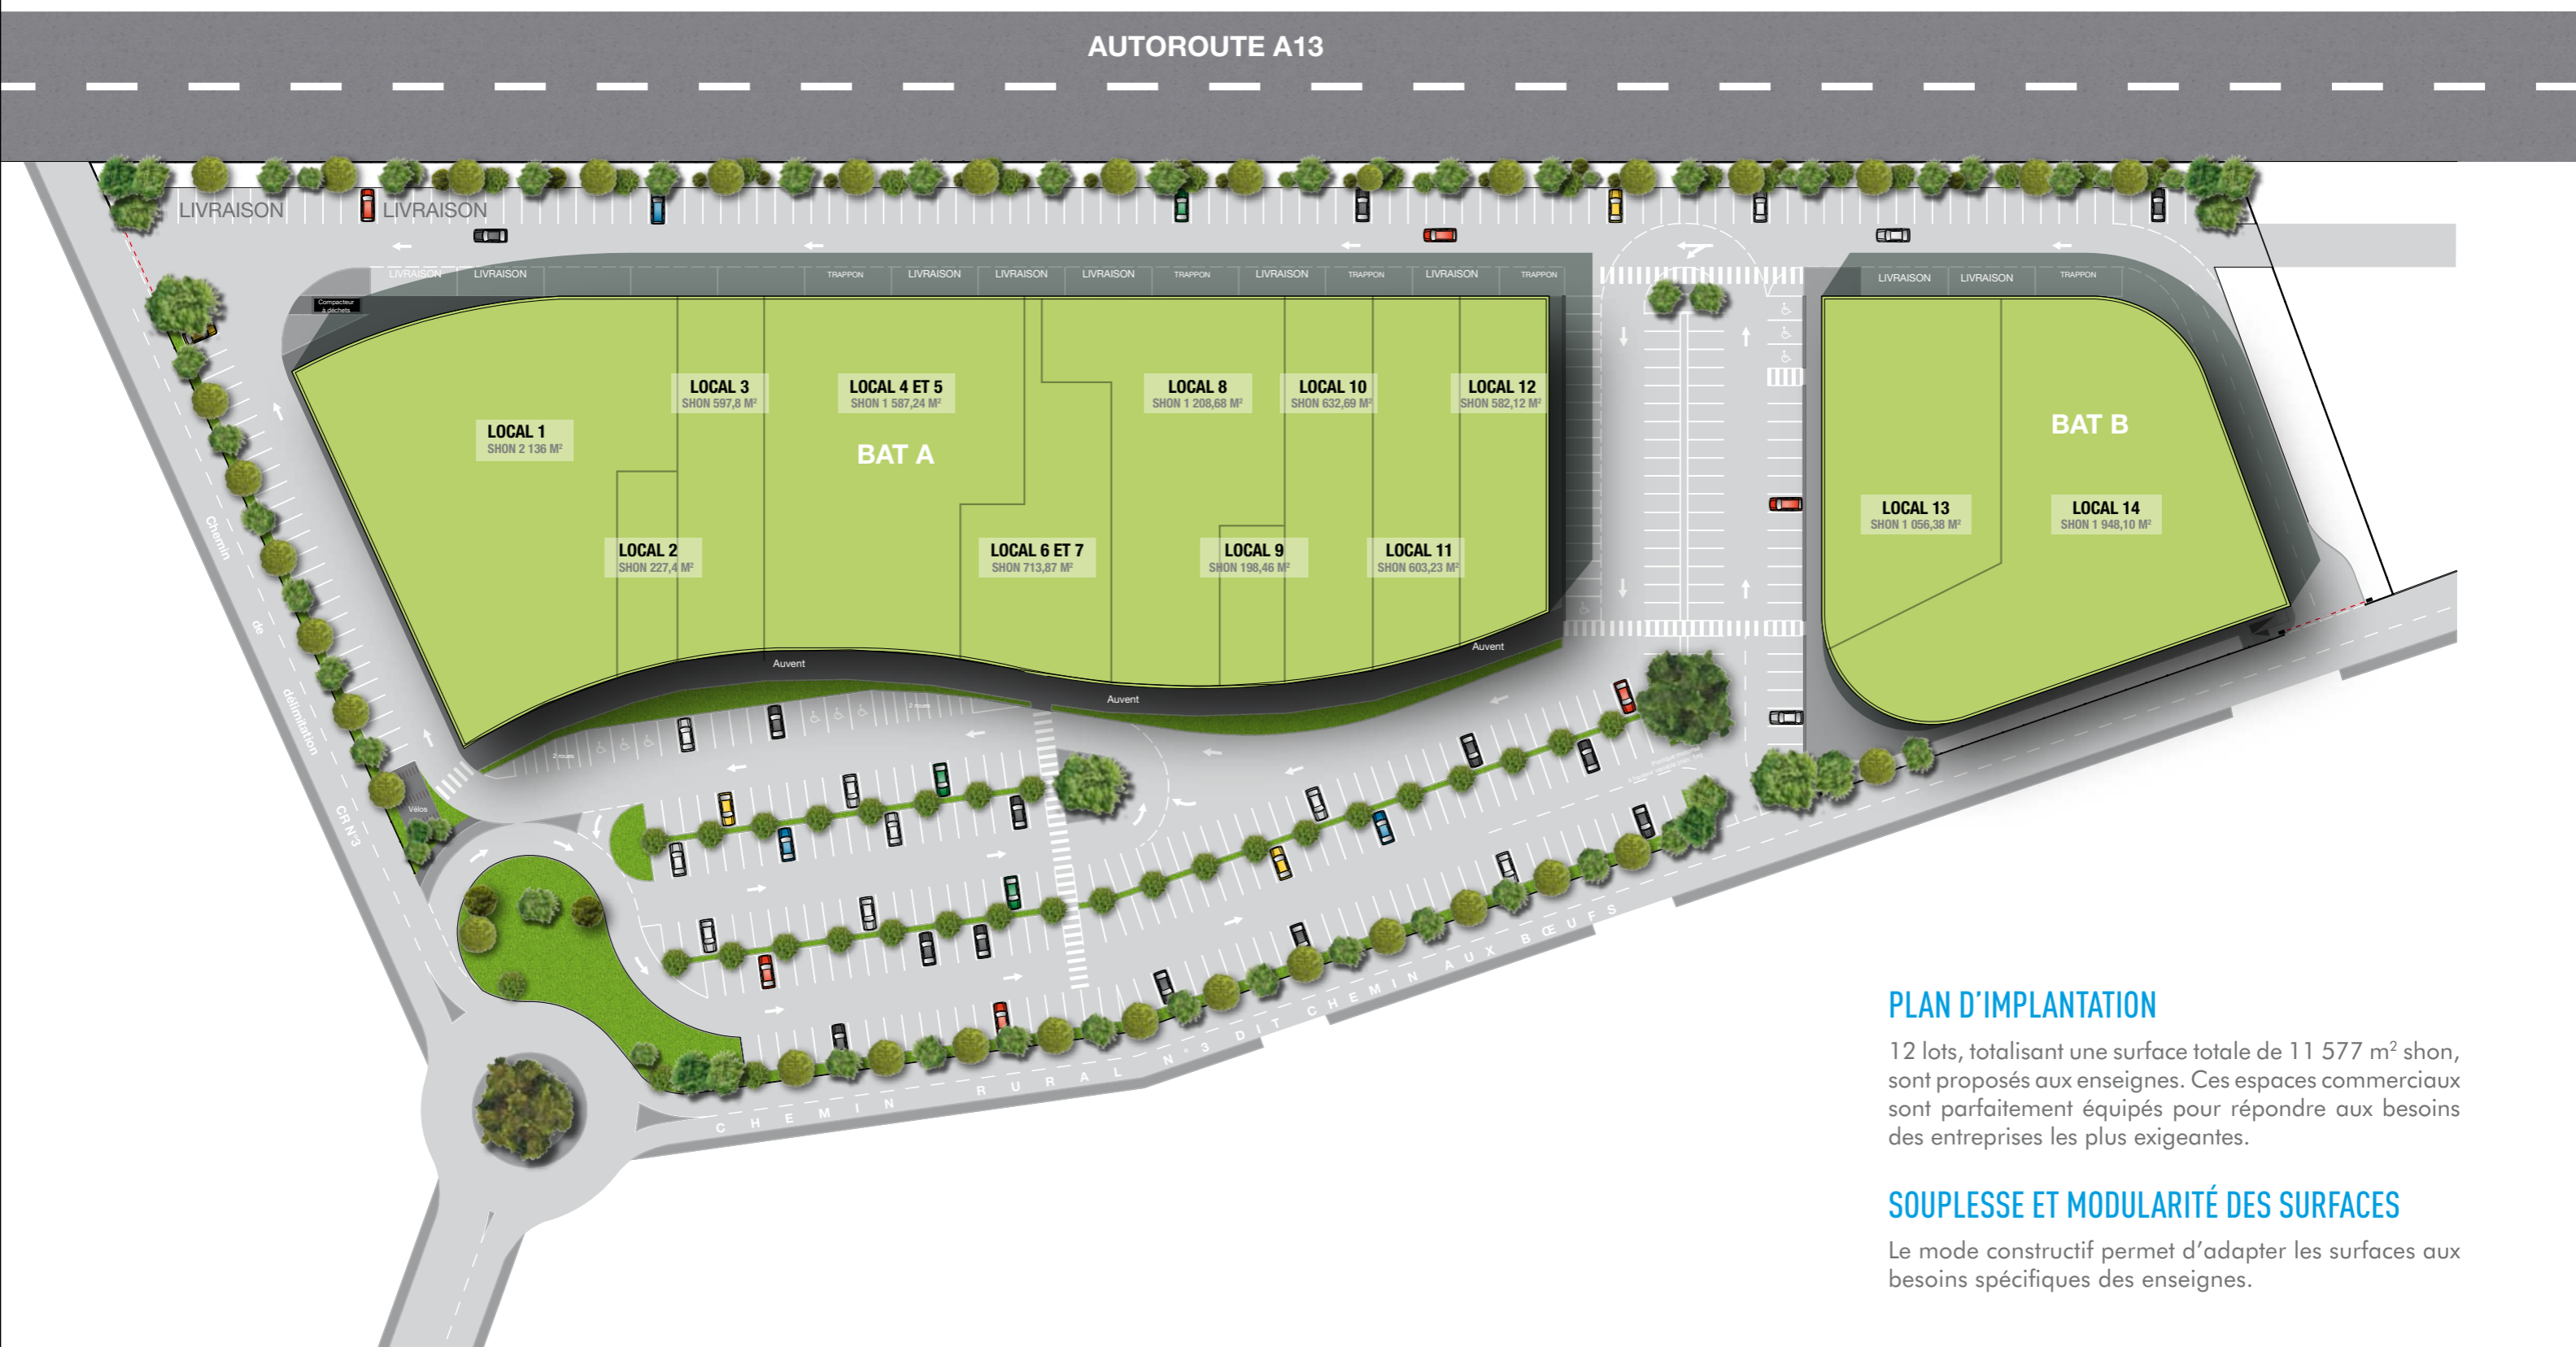 AUTOROUTE A13
LIVRAISON
LIVRAISON
LIVRAISON
LIVRAISON
TRAPPON
LIVRAISON
LIVRAISON
LIVRAISON
TRAPPON
LIVRAISON
TRAPPON
LIVRAISON
TRAPPON
LIVRAISON
LIVRAISON
TRAPPON
Compacteur
à déchets
LOCAL 1
SHON 2 136 M²
LOCAL 2
SHON 227,4 M²
LOCAL 3
SHON 597,8 M²
LOCAL 4 ET 5
SHON 1 587,24 M²
BAT A
LOCAL 6 ET 7
SHON 713,87 M²
LOCAL 8
SHON 1 208,68 M²
LOCAL 9
SHON 198,46 M²
LOCAL 10
SHON 632,69 M²
LOCAL 11
SHON 603,23 M²
LOCAL 12
SHON 582,12 M²
BAT B
LOCAL 13
SHON 1 056,38 M²
LOCAL 14
SHON 1 948,10 M²
Auvent
Auvent
Auvent
2 roues
2 roues
Vélos
Chemin de délimitation CR N°3
CHEMIN RURAL N°3 DIT CHEMIN AUX BŒUFS
PLAN D'IMPLANTATION
12 lots, totalisant une surface totale de 11 577 m² shon,
sont proposés aux enseignes. Ces espaces commerciaux
sont parfaitement équipés pour répondre aux besoins
des entreprises les plus exigeantes.
SOUPLESSE ET MODULARITÉ DES SURFACES
Le mode constructif permet d'adapter les surfaces aux
besoins spécifiques des enseignes.